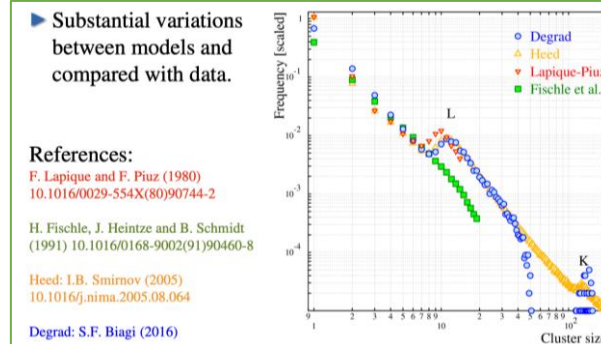 Substantial variations
between models and
compared with data.
References:
F. Lapique and F. Piuz (1980)
10.1016/0029-554X(80)90744-2
H. Fischle, J. Heintze and B. Schmidt
(1991) 10.1016/0168-9002(91)90460-8
Heed: I.B. Smirnov (2005)
10.1016/j.nima.2005.08.064
Degrad: S.F. Biagi (2016)
Frequency [scaled]
1
10-1
10-2
10-3
10-4
Degrad
Heed
Lapique-Piuz
Fischle et al.
L
K
9 1 2 3 4 5 6 7 8 9 10 2 3 4 5 6 7 8 10²
Cluster size